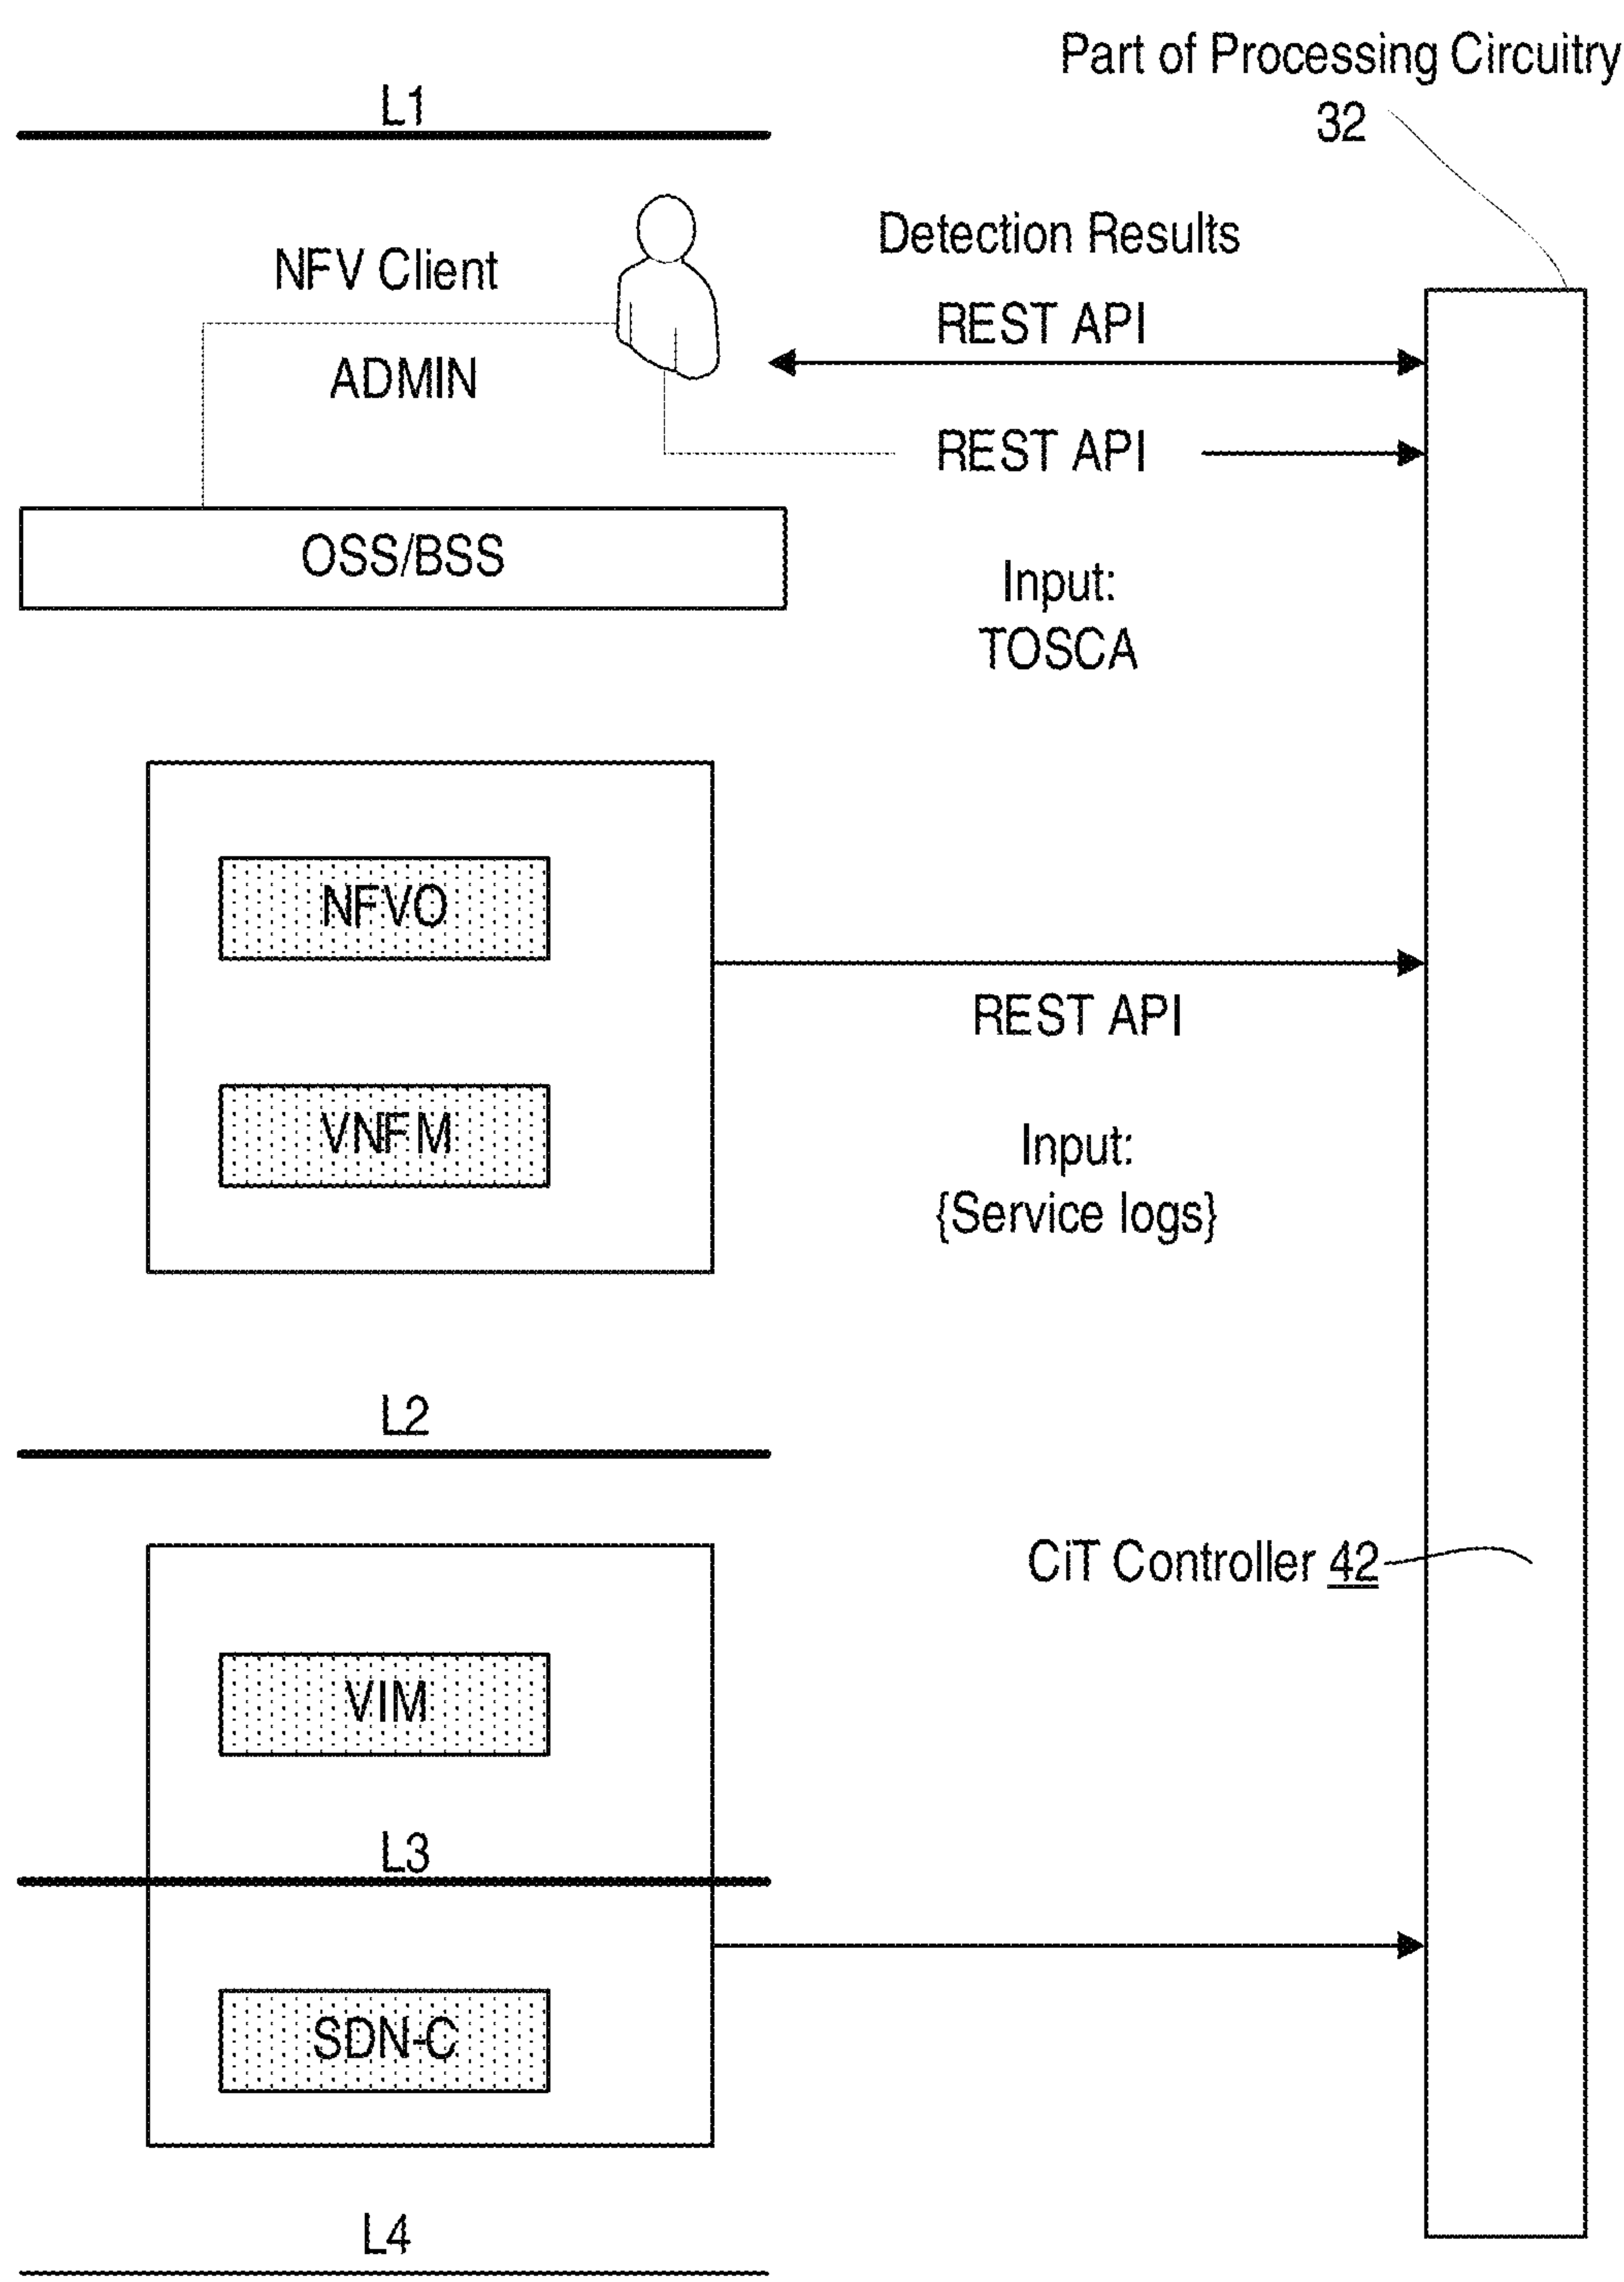 Part of Processing Circuitry
32
L1
Detection Results
NFV Client
REST API
ADMIN
REST API
OSS/BSS
Input:
TOSCA
NFVO
REST API
VNFM
Input:
{Service logs}
L2
CiT Controller 42
VIM
L3
SDN-C
L4